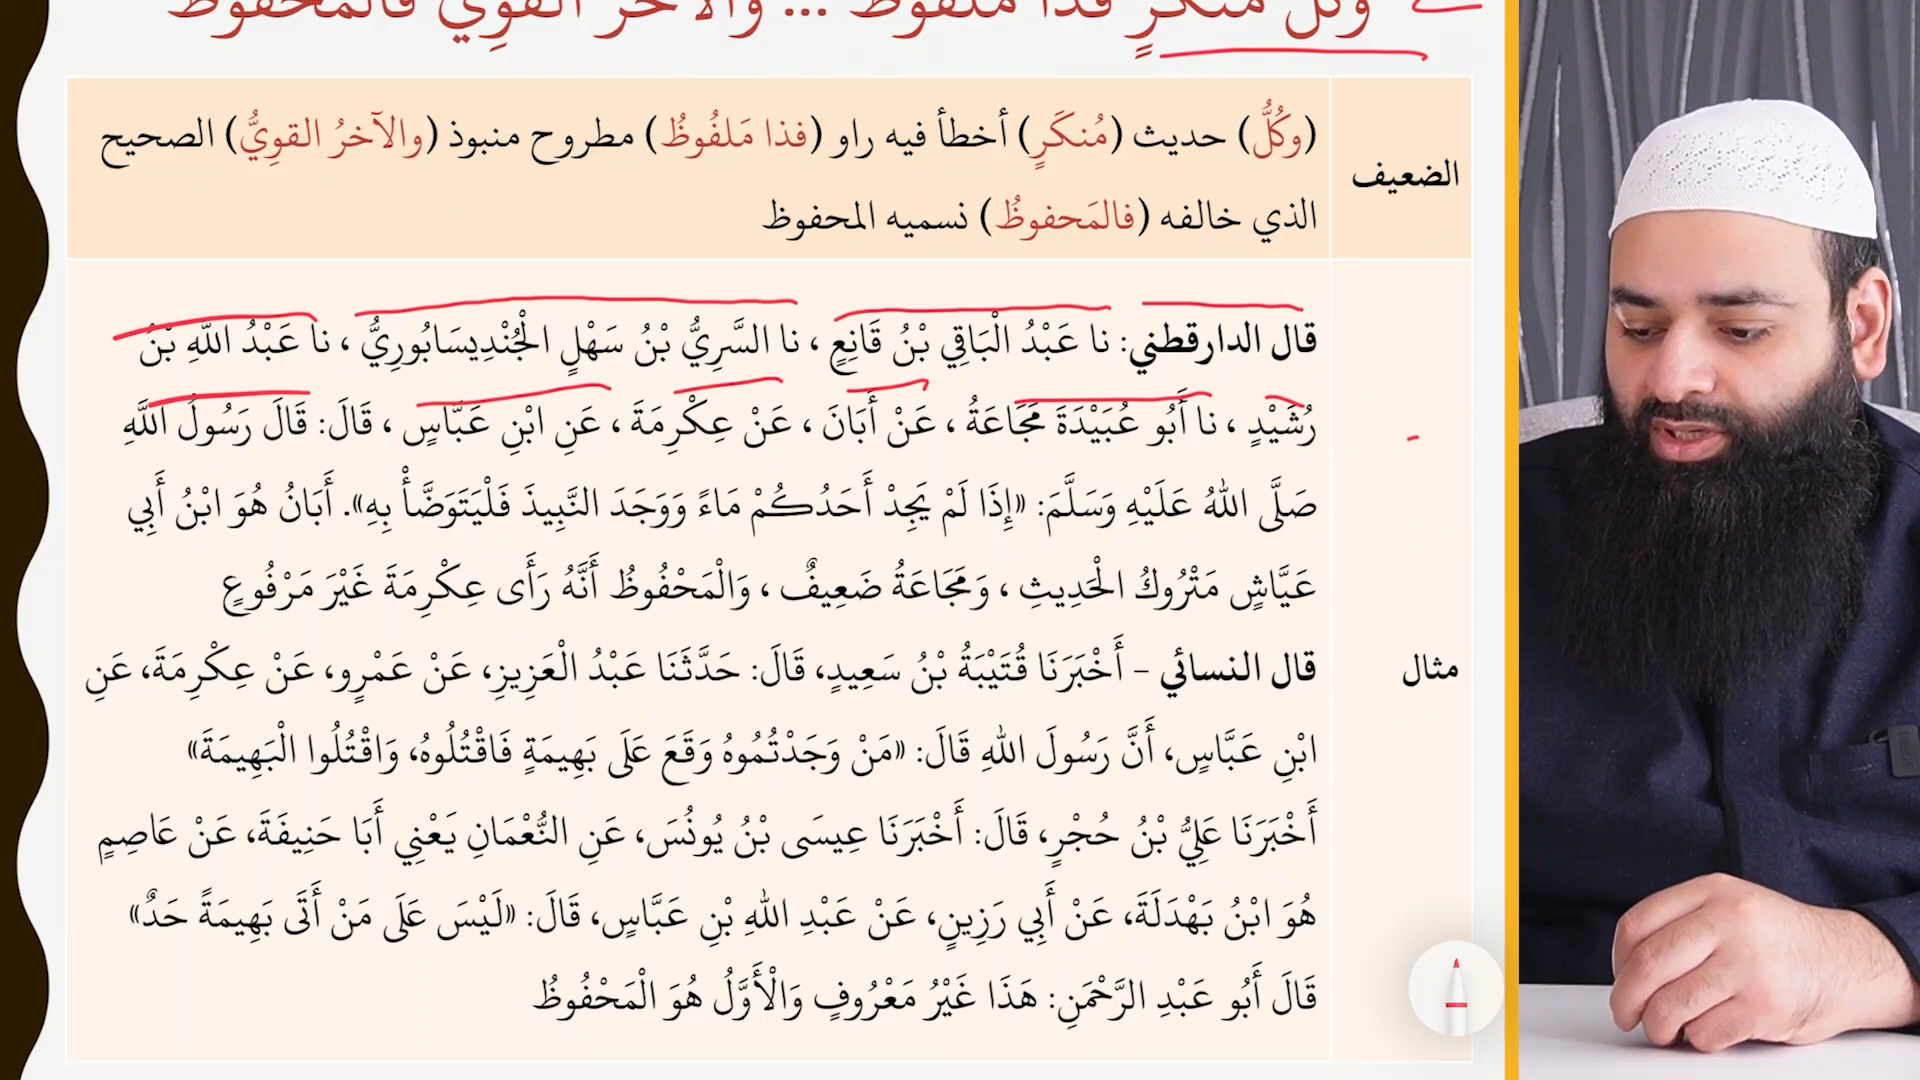 وكل منكرٍ فذا ملفوظ ... والآخر القوِي فالمحفوظ
(وكُلُّ) حديث (مُنكَرٍ) أخطأ فيه راو (فذا مَلفُوظُ) مطروح منبوذ (والآخرُ القوِيُّ) الصحيح
الضعيف
الذي خالفه (فالمَحفوظُ) نسميه المحفوظ
قال الدارقطني: نا عَبْدُ الْبَاقِي بْنُ قَانِعٍ ، نا السَّرِيُّ بْنُ سَهْلٍ الْجُنْدِيسَابُورِيُّ ، نا عَبْدُ اللَّهِ بْنُ
رُشَيْدٍ ، نا أَبُو عُبَيْدَةَ مَجَّاعَةُ ، عَنْ أَبَانَ ، عَنْ عِكْرِمَةَ ، عَنِ ابْنِ عَبَّاسٍ ، قَالَ: قَالَ رَسُولُ اللَّهِ
صَلَّى اللهُ عَلَيْهِ وَسَلَّمَ: «إِذَا لَمْ يَجِدْ أَحَدُكُمْ مَاءً وَوَجَدَ النَّبِيذَ فَلْيَتَوَضَّأْ بِهِ». أَبَانُ هُوَ ابْنُ أَبِي
عَيَّاشٍ مَتْرُوكُ الْحَدِيثِ ، وَمَجَاعَةُ ضَعِيفٌ ، وَالْمَحْفُوظُ أَنَّهُ رَأَى عِكْرِمَةَ غَيْرَ مَرْفُوعٍ
مثال
قال النسائي - أَخْبَرَنَا قُتَيْبَةُ بْنُ سَعِيدٍ، قَالَ: حَدَّثَنَا عَبْدُ الْعَزِيزِ، عَنْ عَمْرٍو، عَنْ عِكْرِمَةَ، عَنِ
ابْنِ عَبَّاسٍ، أَنَّ رَسُولَ اللهِ قَالَ: «مَنْ وَجَدْتُمُوهُ وَقَعَ عَلَى بَهِيمَةٍ فَاقْتُلُوهُ، وَاقْتُلُوا الْبَهِيمَةَ»
أَخْبَرَنَا عَلِيُّ بْنُ حُجْرٍ، قَالَ: أَخْبَرَنَا عِيسَى بْنُ يُونُسَ، عَنِ النُّعْمَانِ يَعْنِي أَبَا حَنِيفَةَ، عَنْ عَاصِمٍ
هُوَ ابْنُ بَهْدَلَةَ، عَنْ أَبِي رَزِينٍ، عَنْ عَبْدِ اللهِ بْنِ عَبَّاسٍ، قَالَ: «لَيْسَ عَلَى مَنْ أَتَى بَهِيمَةً حَدٌ»
قَالَ أَبُو عَبْدِ الرَّحْمَنِ: هَذَا غَيْرُ مَعْرُوفٍ وَالْأَوَّلُ هُوَ الْمَحْفُوظُ